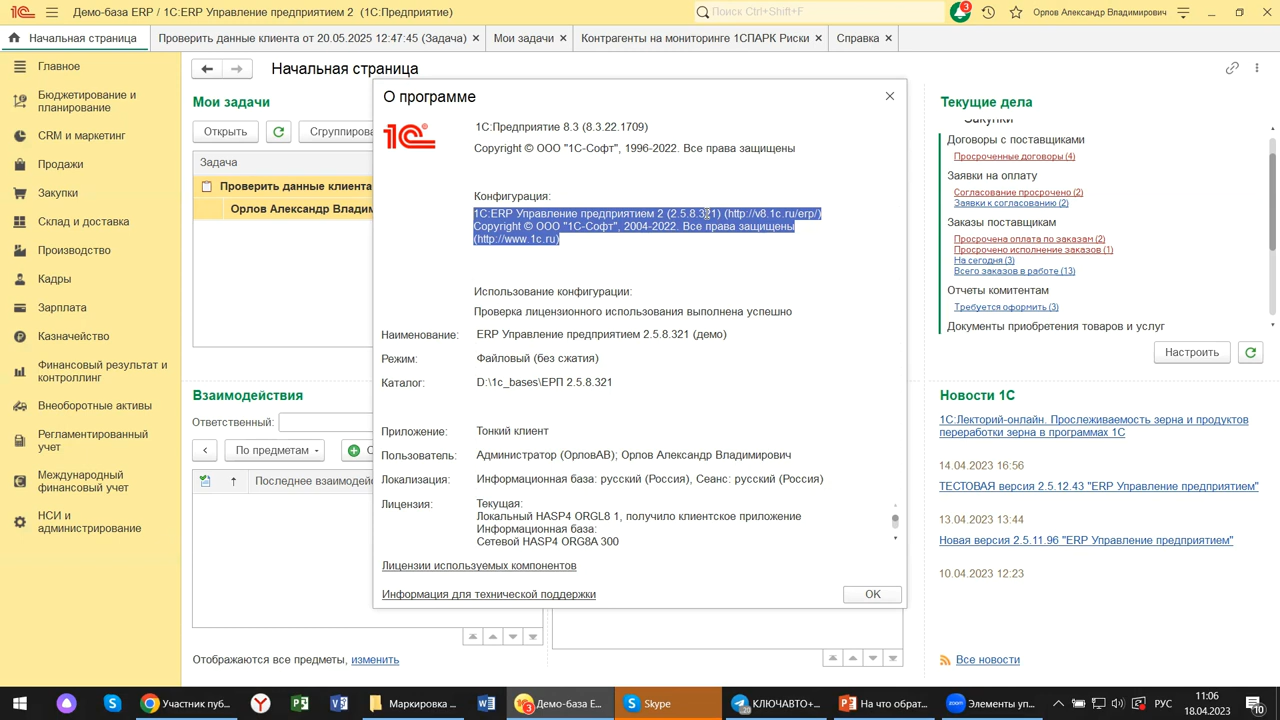 1С
Демо-база ERP / 1С:ERP Управление предприятием 2 (1С:Предприятие)
Поиск Ctrl+Shift+F
3
Орлов Александр Владимирович
Начальная страница
Проверить данные клиента от 20.05.2025 12:47:45 (Задача)
Мои задачи
Контрагенты на мониторинге 1СПАРК Риски
Справка
Главное
Бюджетирование и
планирование
CRM и маркетинг
Продажи
Закупки
Склад и доставка
Производство
Кадры
Зарплата
Казначейство
Финансовый результат и
контроллинг
Внеоборотные активы
Регламентированный
учет
Международный
финансовый учет
НСИ и
администрирование
Начальная страница
Мои задачи
Открыть
Сгруппирова
Задача
Проверить данные клиента
Орлов Александр Владим
Взаимодействия
Ответственный:
По предметам
Последнее взаимодей
Отображаются все предметы, изменить
О программе
1С
1С:Предприятие 8.3 (8.3.22.1709)
Copyright © ООО "1С-Софт", 1996-2022. Все права защищены
Конфигурация:
1С:ERP Управление предприятием 2 (2.5.8.321) (http://v8.1c.ru/erp/)
Copyright © ООО "1С-Софт", 2004-2022. Все права защищены
(http://www.1c.ru)
Использование конфигурации:
Проверка лицензионного использования выполнена успешно
Наименование: ERP Управление предприятием 2.5.8.321 (демо)
Режим: Файловый (без сжатия)
Каталог: D:\1c_bases\ЕРП 2.5.8.321
Приложение: Тонкий клиент
Пользователь: Администратор (ОрловАВ); Орлов Александр Владимирович
Локализация: Информационная база: русский (Россия), Сеанс: русский (Россия)
Лицензия: Текущая:
Локальный HASP4 ORGL8 1, получило клиентское приложение
Информационная база:
Сетевой HASP4 ORG8A 300
Лицензии используемых компонентов
Информация для технической поддержки
OK
Текущие дела
Закупки
Договоры с поставщиками
Просроченные договоры (4)
Заявки на оплату
Согласование просрочено (2)
Заявки к согласованию (2)
Заказы поставщикам
Просрочена оплата по заказам (2)
Просрочено исполнение заказов (1)
На сегодня (3)
Всего заказов в работе (13)
Отчеты комитентам
Требуется оформить (3)
Документы приобретения товаров и услуг
Настроить
Новости 1С
1С:Лекторий-онлайн. Прослеживаемость зерна и продуктов
переработки зерна в программах 1С
14.04.2023 16:56
ТЕСТОВАЯ версия 2.5.12.43 "ERP Управление предприятием"
13.04.2023 13:44
Новая версия 2.5.11.96 "ERP Управление предприятием"
10.04.2023 12:23
Все новости
Участник пуб...
Маркировка ...
Демо-база E...
Skype
КЛЮЧАВТО+...
На что обрат...
Элементы уп...
РУС
11:06
18.04.2023
10